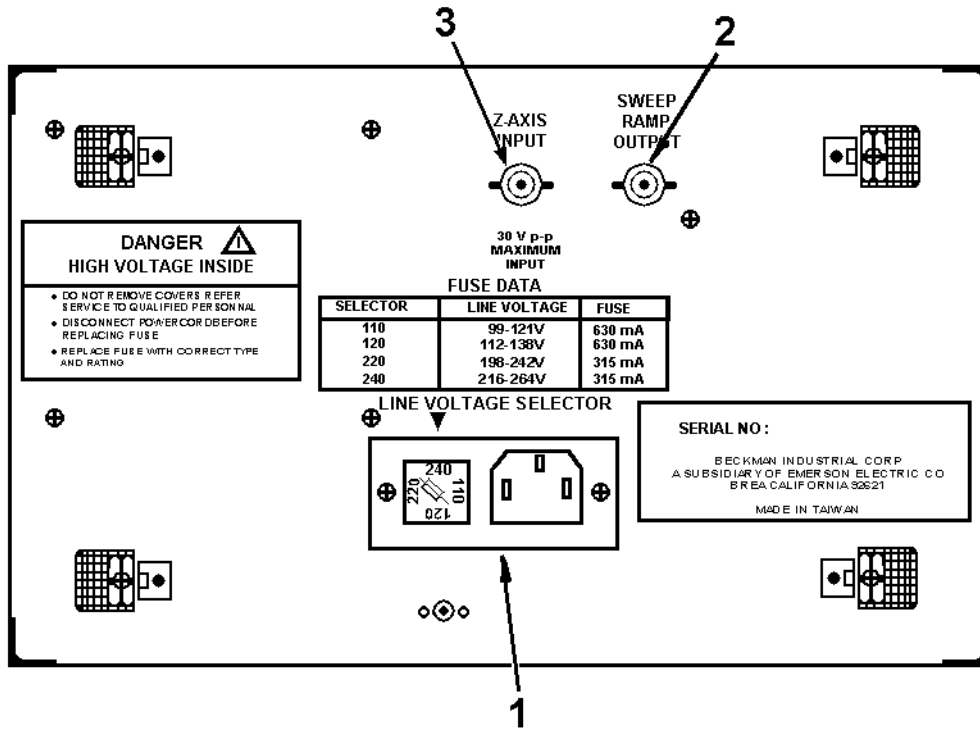 3
2
Z-AXIS
INPUT
SWEEP
RAMP
OUTPUT
30 V p-p
MAXIMUM
INPUT
DANGER
HIGH VOLTAGE INSIDE
• DO NOT REMOVE COVERS REFER
SERVICE TO QUALIFIED PERSONNAL
• DISCONNECT POWERCORDBEFORE
REPLACING FUSE
• REPLACE FUSE WITH CORRECT TYPE
AND RATING
FUSE DATA
SELECTOR LINE VOLTAGE FUSE
110 99-121V 630 mA
120 112-138V 630 mA
220 198-242V 315 mA
240 216-264V 315 mA
LINE VOLTAGE SELECTOR
240
110
120
220
SERIAL NO :
BECKMAN INDUSTRIAL CORP
A SUBSIDIARY OF EMERSON ELECTRIC CO
BREA CALIFORNIA 92621
MADE IN TAIWAN
1